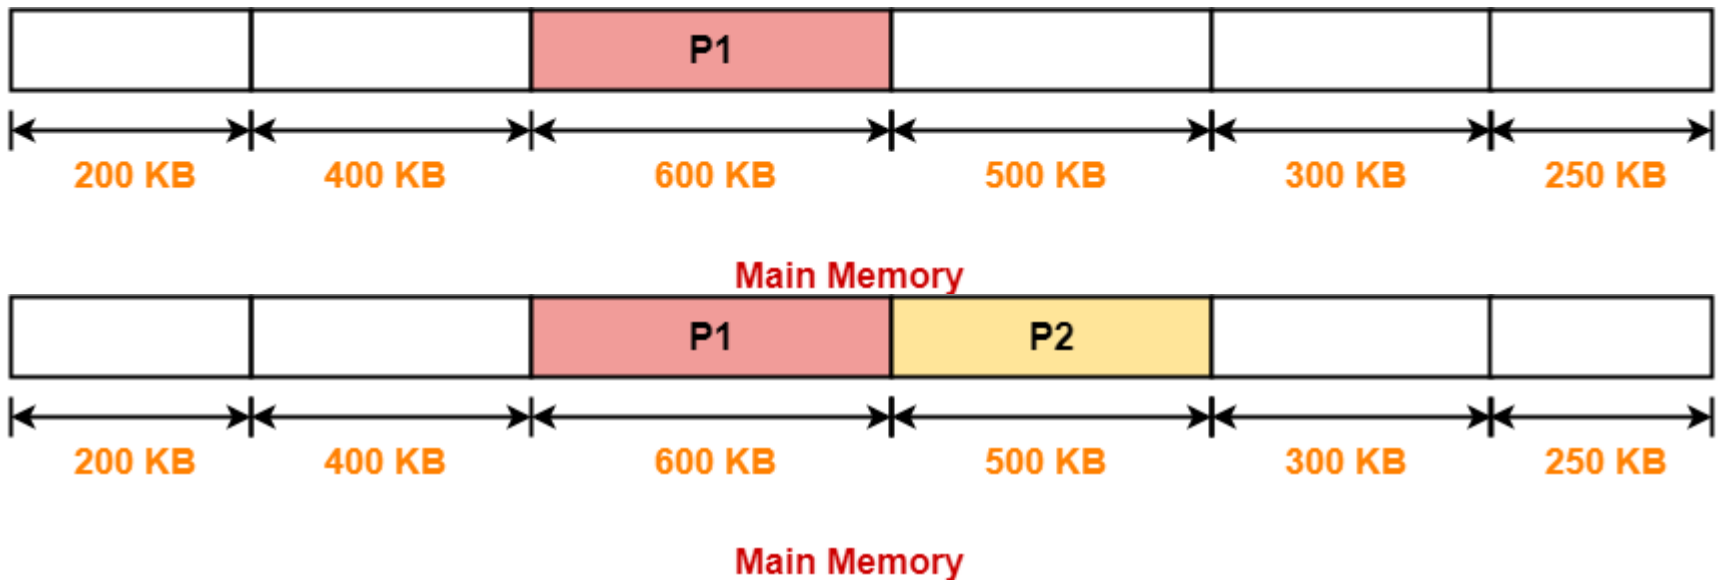 P1
200 KB 400 KB 600 KB 500 KB 300 KB 250 KB
Main Memory
P1 P2
200 KB 400 KB 600 KB 500 KB 300 KB 250 KB
Main Memory